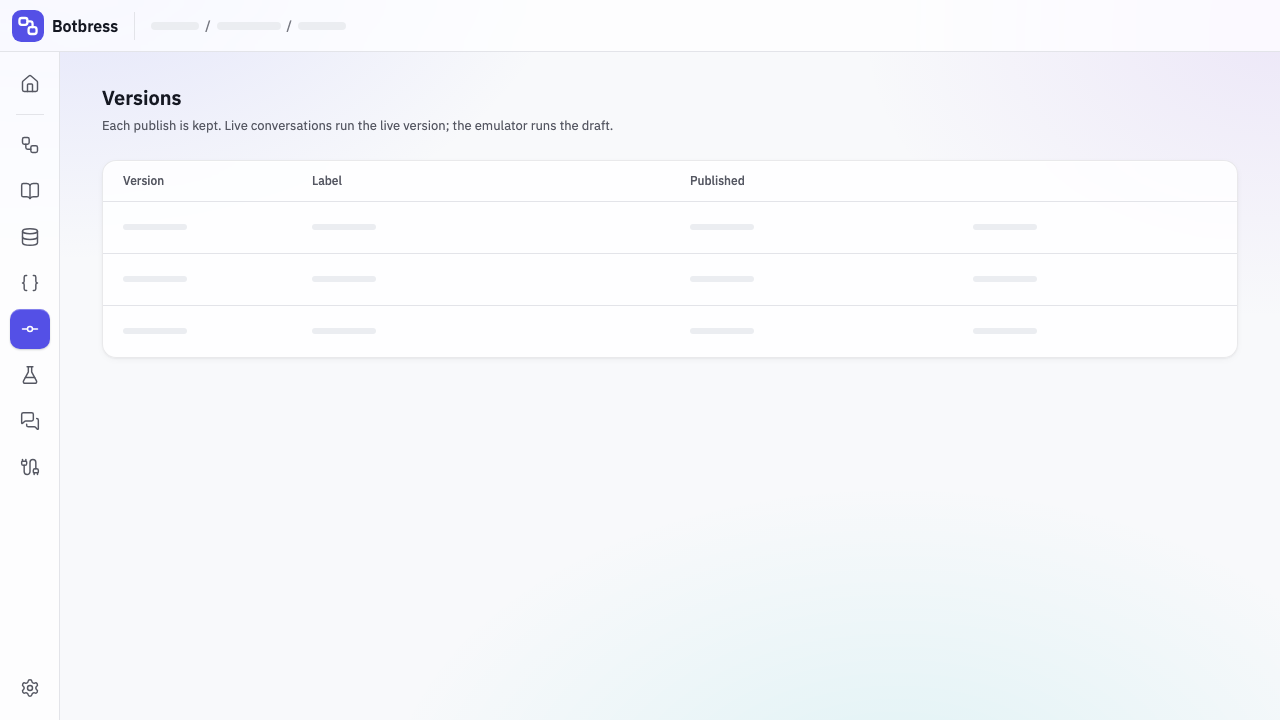 Botbress / /
Versions
Each publish is kept. Live conversations run the live version; the emulator runs the draft.
Version Label Published